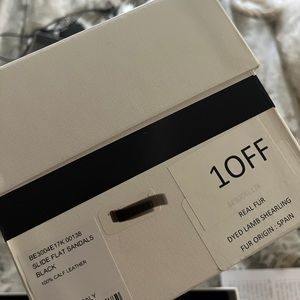 BE3004E17K 00138
SLIDE FLAT SANDALS
BLACK
100% CALF LEATHER
1OFF
REAL FUR
DYED LAMB SHEARLING
FUR ORIGIN : SPAIN